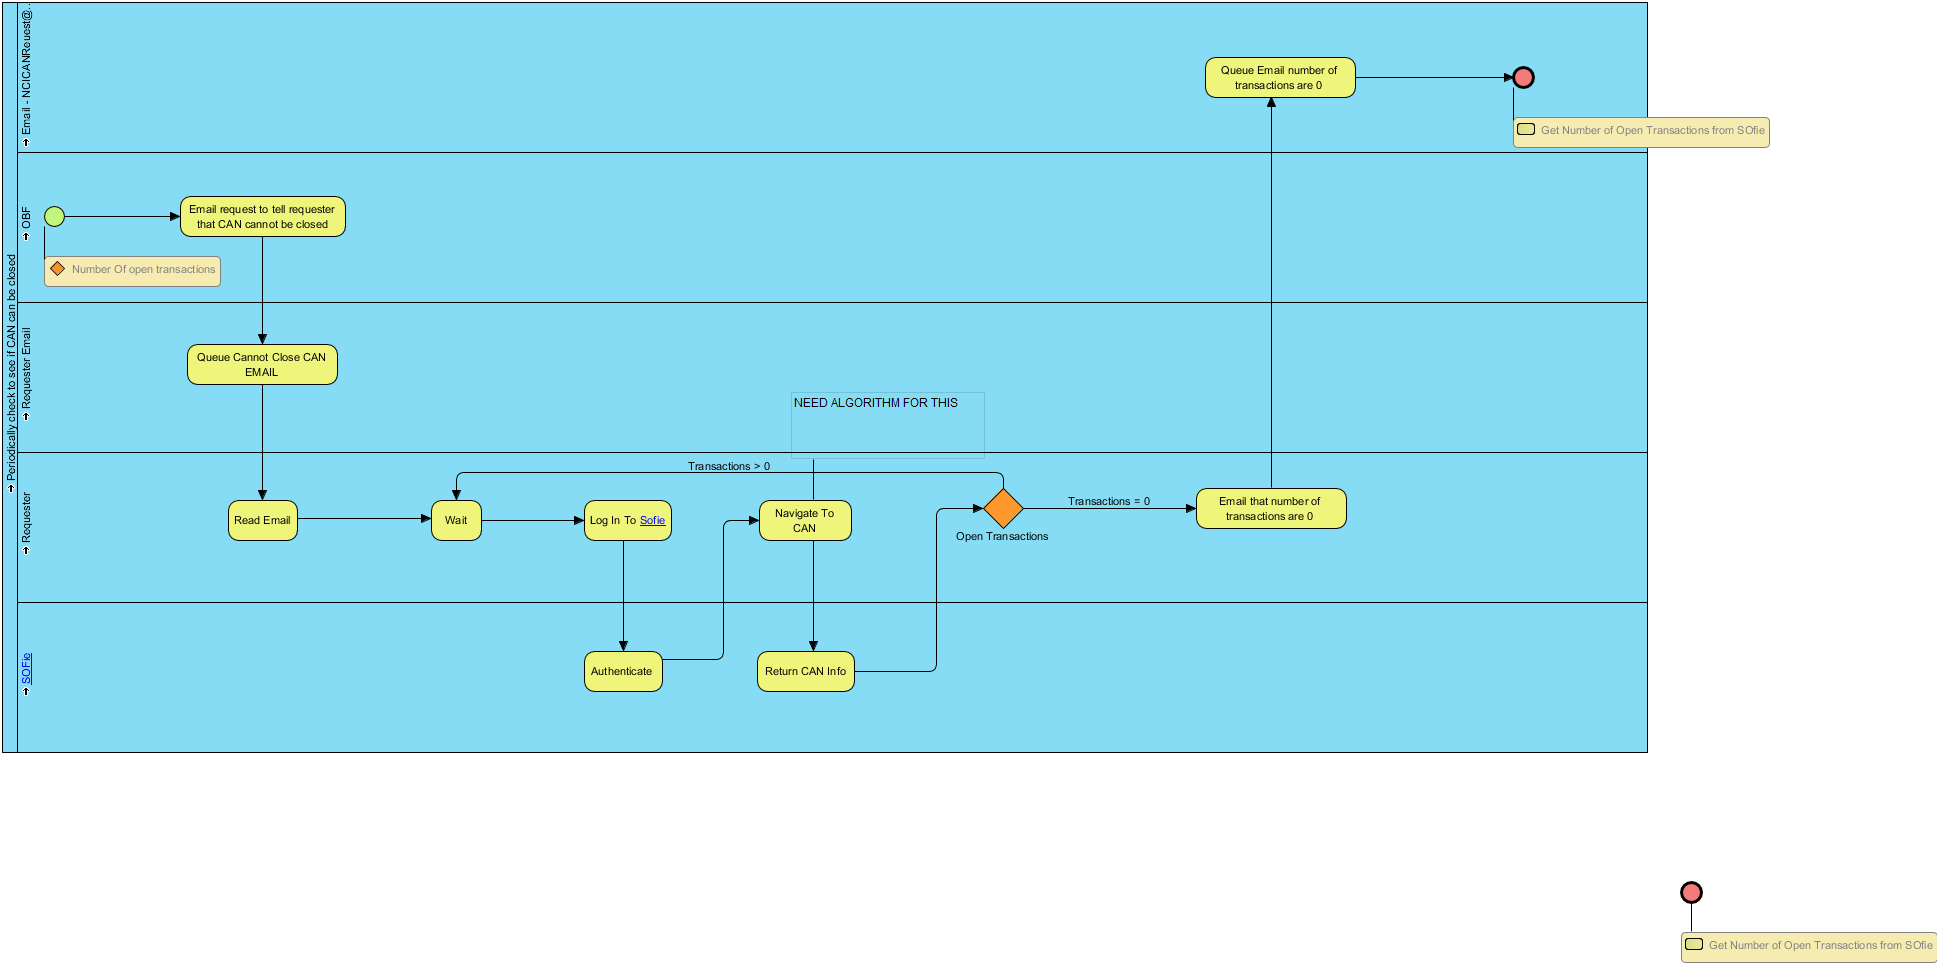 Periodically check to see if CAN can be closed
Email - NCICANReuest@...
Queue Email number of
transactions are 0
Get Number of Open Transactions from SOfie
OBF
Email request to tell requester
that CAN cannot be closed
Number Of open transactions
Requester Email
Queue Cannot Close CAN
EMAIL
NEED ALGORITHM FOR THIS
Requester
Transactions > 0
Read Email
Wait
Log In To Sofie
Navigate To
CAN
Open Transactions
Transactions = 0
Email that number of
transactions are 0
SOFie
Authenticate
Return CAN Info
Get Number of Open Transactions from SOfie